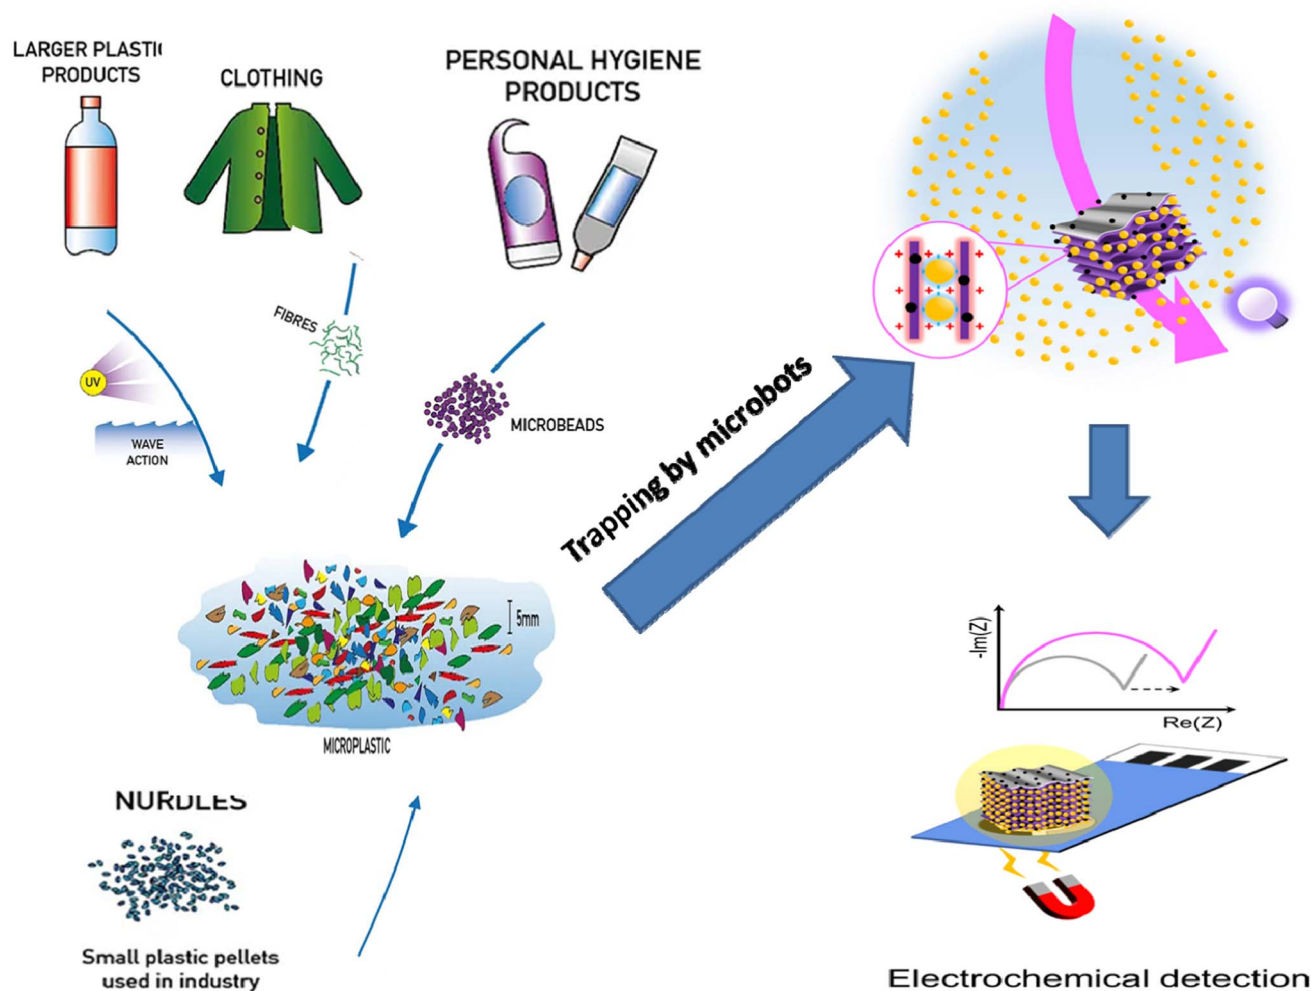 LARGER PLASTIC
PRODUCTS
CLOTHING
PERSONAL HYGIENE
PRODUCTS
FIBRES
UV
WAVE
ACTION
MICROBEADS
Trapping by microbots
5mm
MICROPLASTIC
NURDLES
Small plastic pellets
used in industry
-Im(Z)
Re(Z)
Electrochemical detection